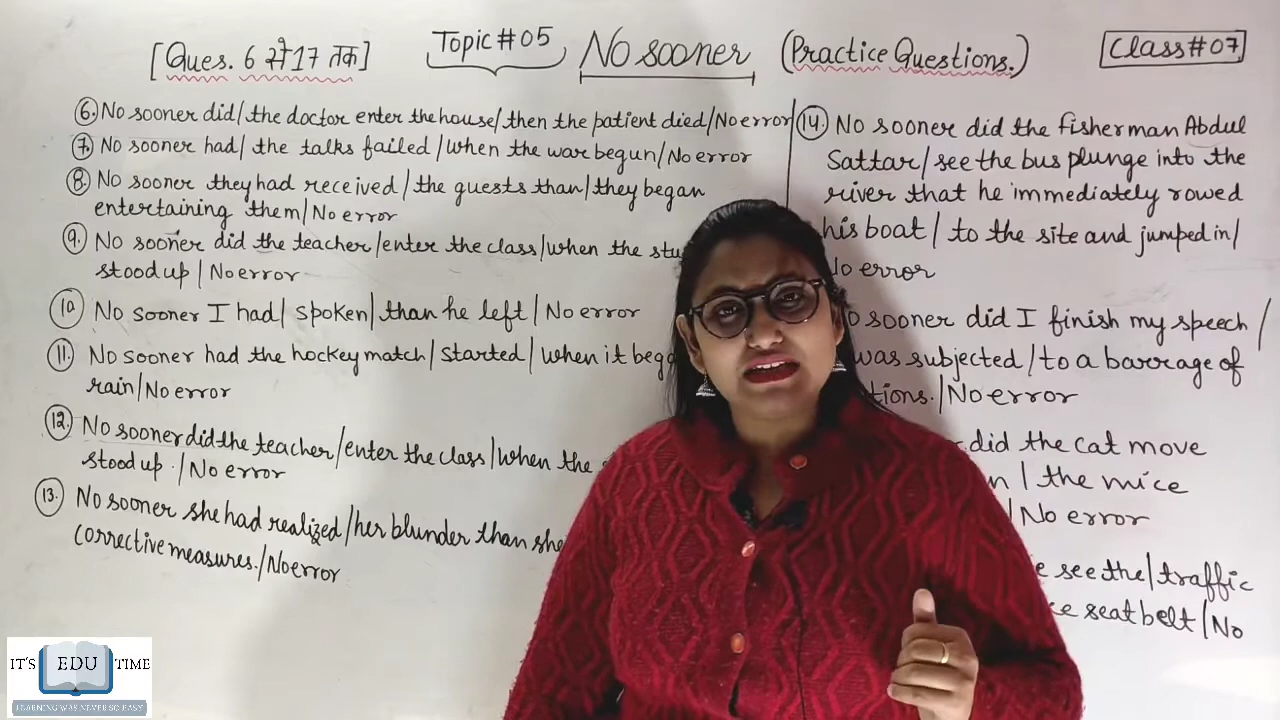 [Ques. 6 से 17 तक]
Topic # 05
No sooner
(Practice Questions.)
Class # 07
6. No sooner did / the doctor enter the house / then the patient died / No error
7. No sooner had / the talks failed / when the war begun / No error
8. No sooner they had received / the guests than / they began
entertaining them / No error
9. No sooner did the teacher / enter the class / when the
stood up / No error
10 No sooner I had / spoken / than he left / No error
11. No sooner had the hockey match / started / when it
rain / No error
12. No sooner did the teacher / enter the class / when the
stood up. / No error
13. No sooner she had realized / her blunder than she
corrective measures. / No error
14. No sooner did the fisherman Abdul
Sattar / see the bus plunge into the
river that he immediately rowed
his boat / to the site and jumped in /
No error
sooner did I finish my speech /
was subjected / to a barrage of
/ No error
did the cat move
/ the mice
/ No error
see the / traffic
seat belt / No
IT'S EDU TIME
LEARNING WAS NEVER SO EASY